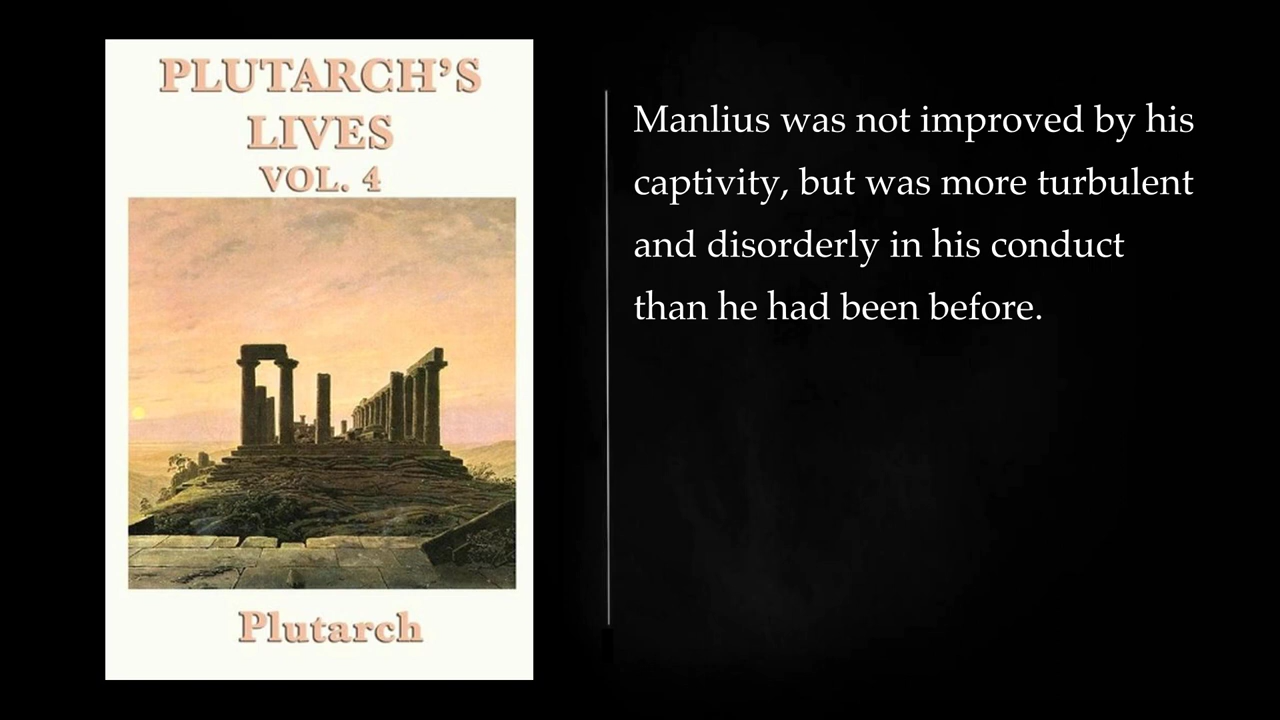 PLUTARCH'S
LIVES
VOL. 4
Plutarch
Manlius was not improved by his
captivity, but was more turbulent
and disorderly in his conduct
than he had been before.